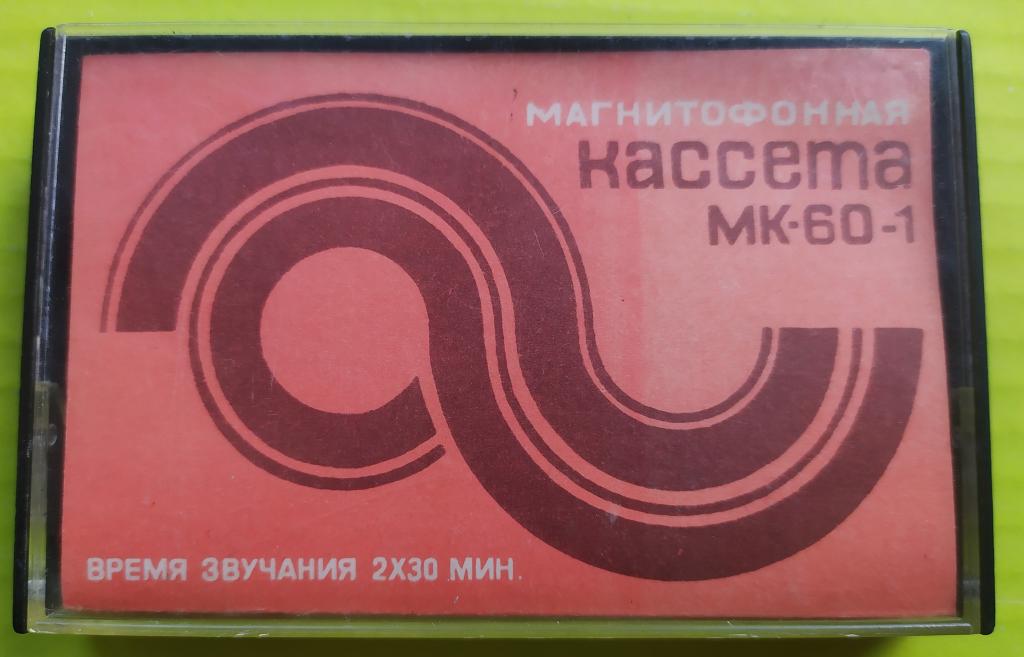 МАГНИТОФОННАЯ
кассета
МК-60-1
ВРЕМЯ ЗВУЧАНИЯ 2Х30 МИН.